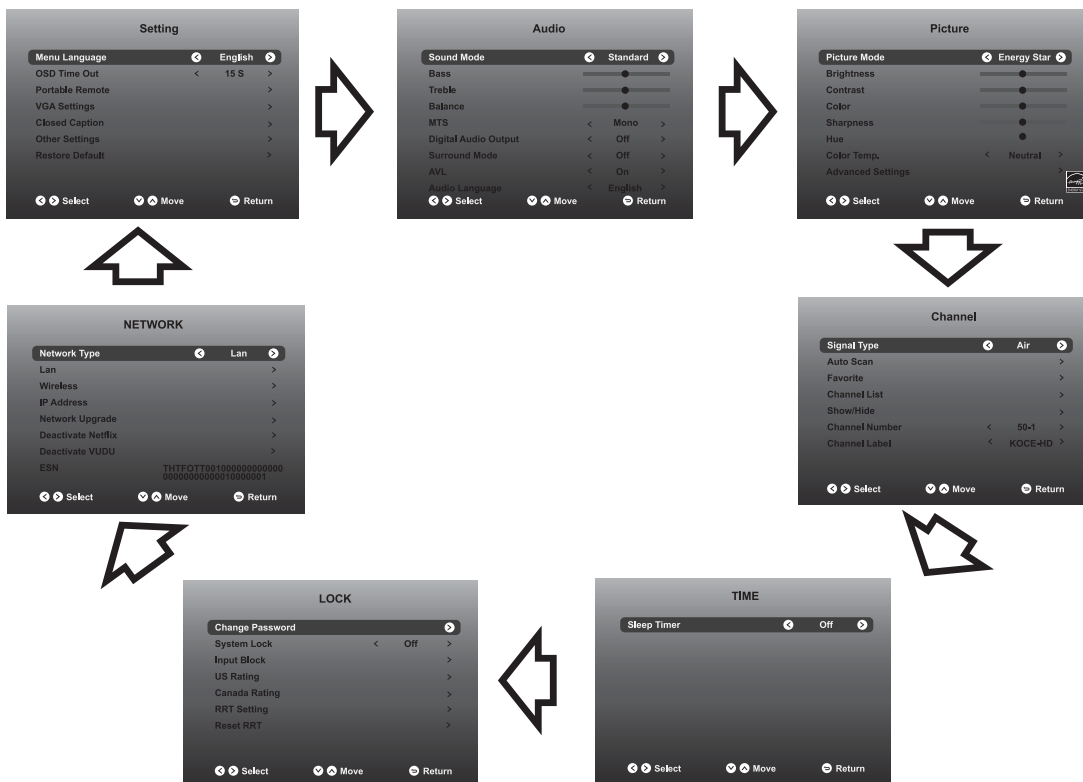 Setting
Menu Language English
OSD Time Out < 15 S >
Portable Remote >
VGA Settings >
Closed Caption >
Other Settings >
Restore Default >
Select Move Return
Audio
Sound Mode Standard
Bass
Treble
Balance
MTS < Mono >
Digital Audio Output < Off >
Surround Mode < Off >
AVL < On >
Audio Language < English >
Select Move Return
Picture
Picture Mode Energy Star
Brightness
Contrast
Color
Sharpness
Hue
Color Temp. < Neutral >
Advanced Settings >
Select Move Return
Channel
Signal Type Air
Auto Scan >
Favorite >
Channel List >
Show/Hide >
Channel Number < 50-1 >
Channel Label < KOCE-HD >
Select Move Return
TIME
Sleep Timer Off
Select Move Return
LOCK
Change Password
System Lock < Off >
Input Block >
US Rating >
Canada Rating >
RRT Setting >
Reset RRT >
Select Move Return
NETWORK
Network Type Lan
Lan >
Wireless >
IP Address >
Network Upgrade >
Deactivate Netflix >
Deactivate VUDU >
ESN
Select Move Return